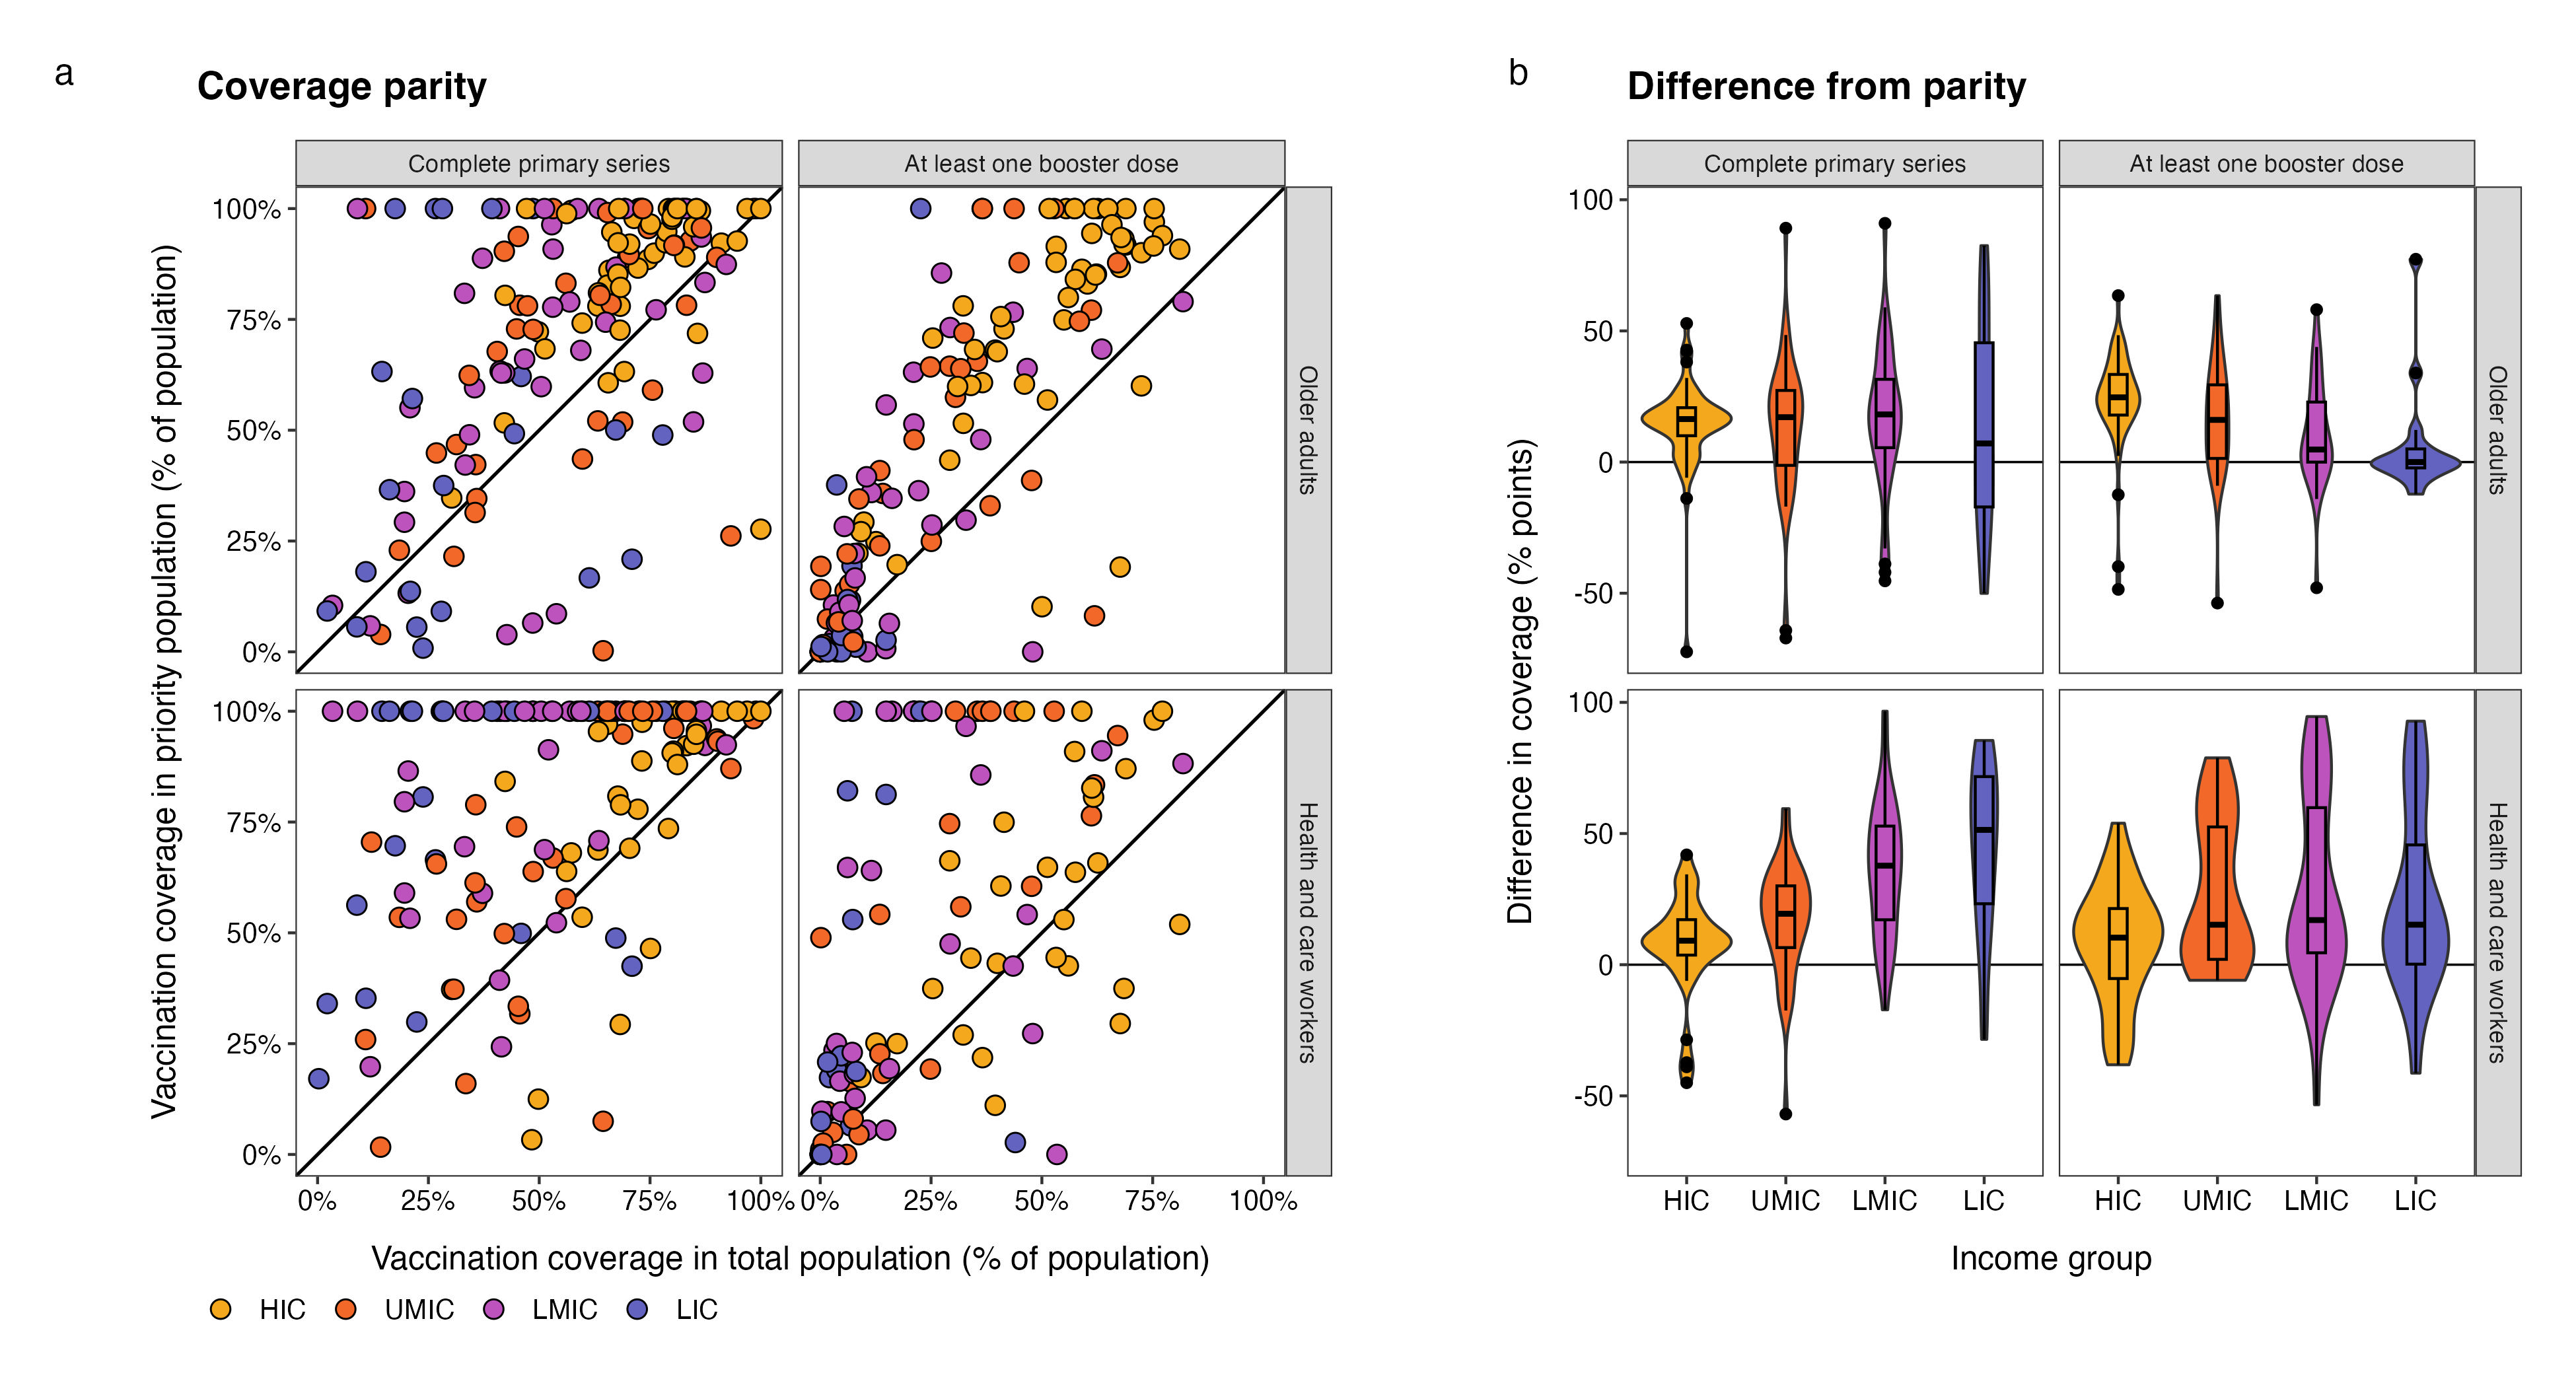 a
Coverage parity
Complete primary series
At least one booster dose
Vaccination coverage in priority population (% of population)
100%
75%
50%
25%
0%
Older adults
100%
75%
50%
25%
0%
Health and care workers
0% 25% 50% 75% 100% 0% 25% 50% 75% 100%
Vaccination coverage in total population (% of population)
HIC UMIC LMIC LIC
b
Difference from parity
Complete primary series
At least one booster dose
Difference in coverage (% points)
100
50
0
-50
Older adults
100
50
0
-50
Health and care workers
HIC UMIC LMIC LIC HIC UMIC LMIC LIC
Income group